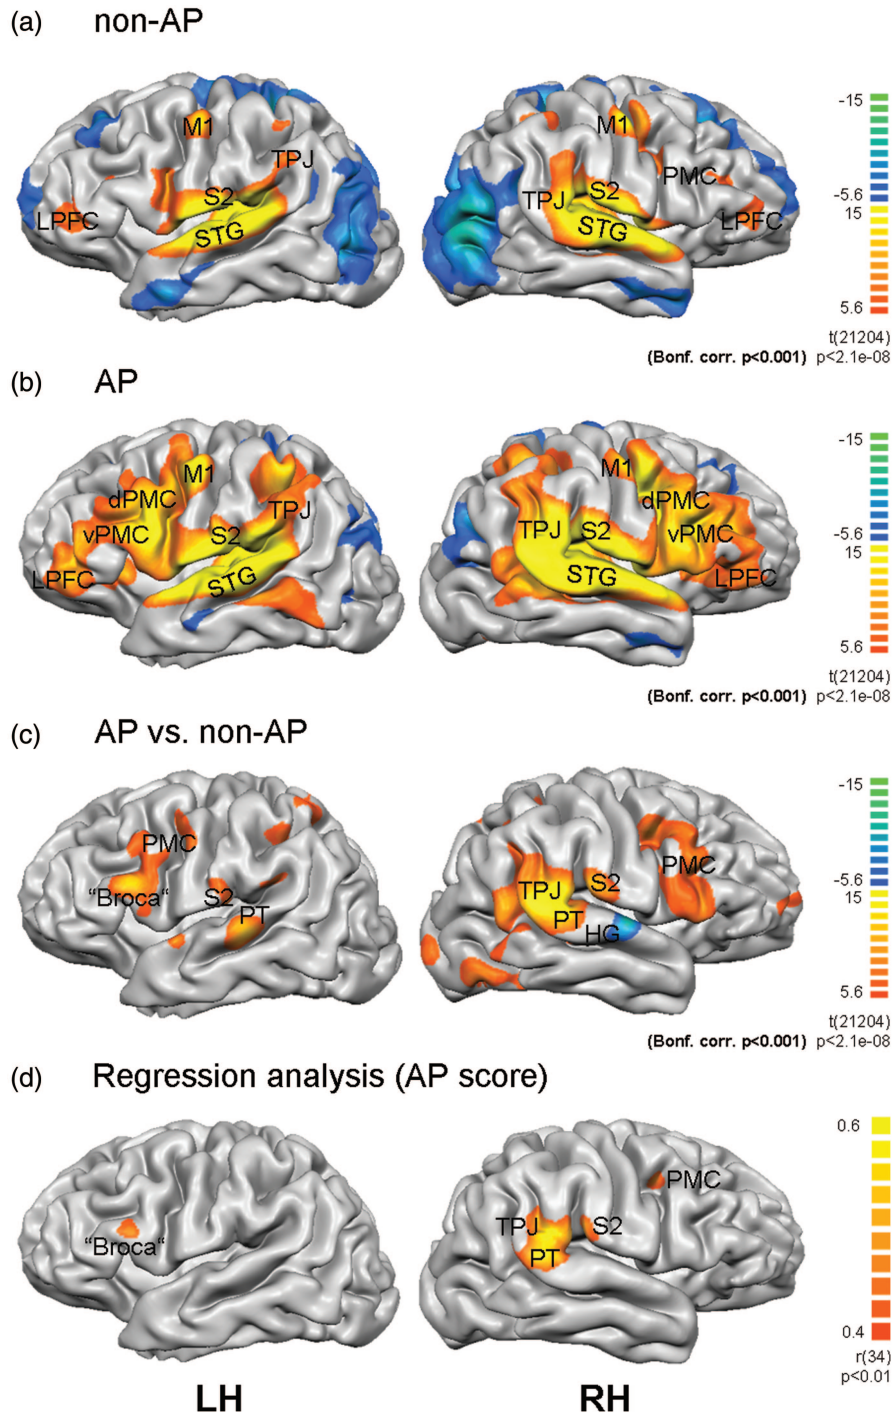 (a) non-AP
M1
TPJ
S2
LPFC
STG
M1
PMC
TPJ
S2
STG
LPFC
-15
-5.6
15
5.6
t(21204)
(Bonf. corr. p<0.001) p<2.1e-08
(b) AP
M1
dPMC
TPJ
vPMC
S2
LPFC
STG
M1
dPMC
TPJ
S2
vPMC
STG
LPFC
-15
-5.6
15
5.6
t(21204)
(Bonf. corr. p<0.001) p<2.1e-08
(c) AP vs. non-AP
PMC
“Broca“
S2
PT
PMC
TPJ
S2
PT
HG
-15
-5.6
15
5.6
t(21204)
(Bonf. corr. p<0.001) p<2.1e-08
(d) Regression analysis (AP score)
“Broca“
PMC
TPJ
S2
PT
0.6
0.4
r(34)
p<0.01
LH
RH